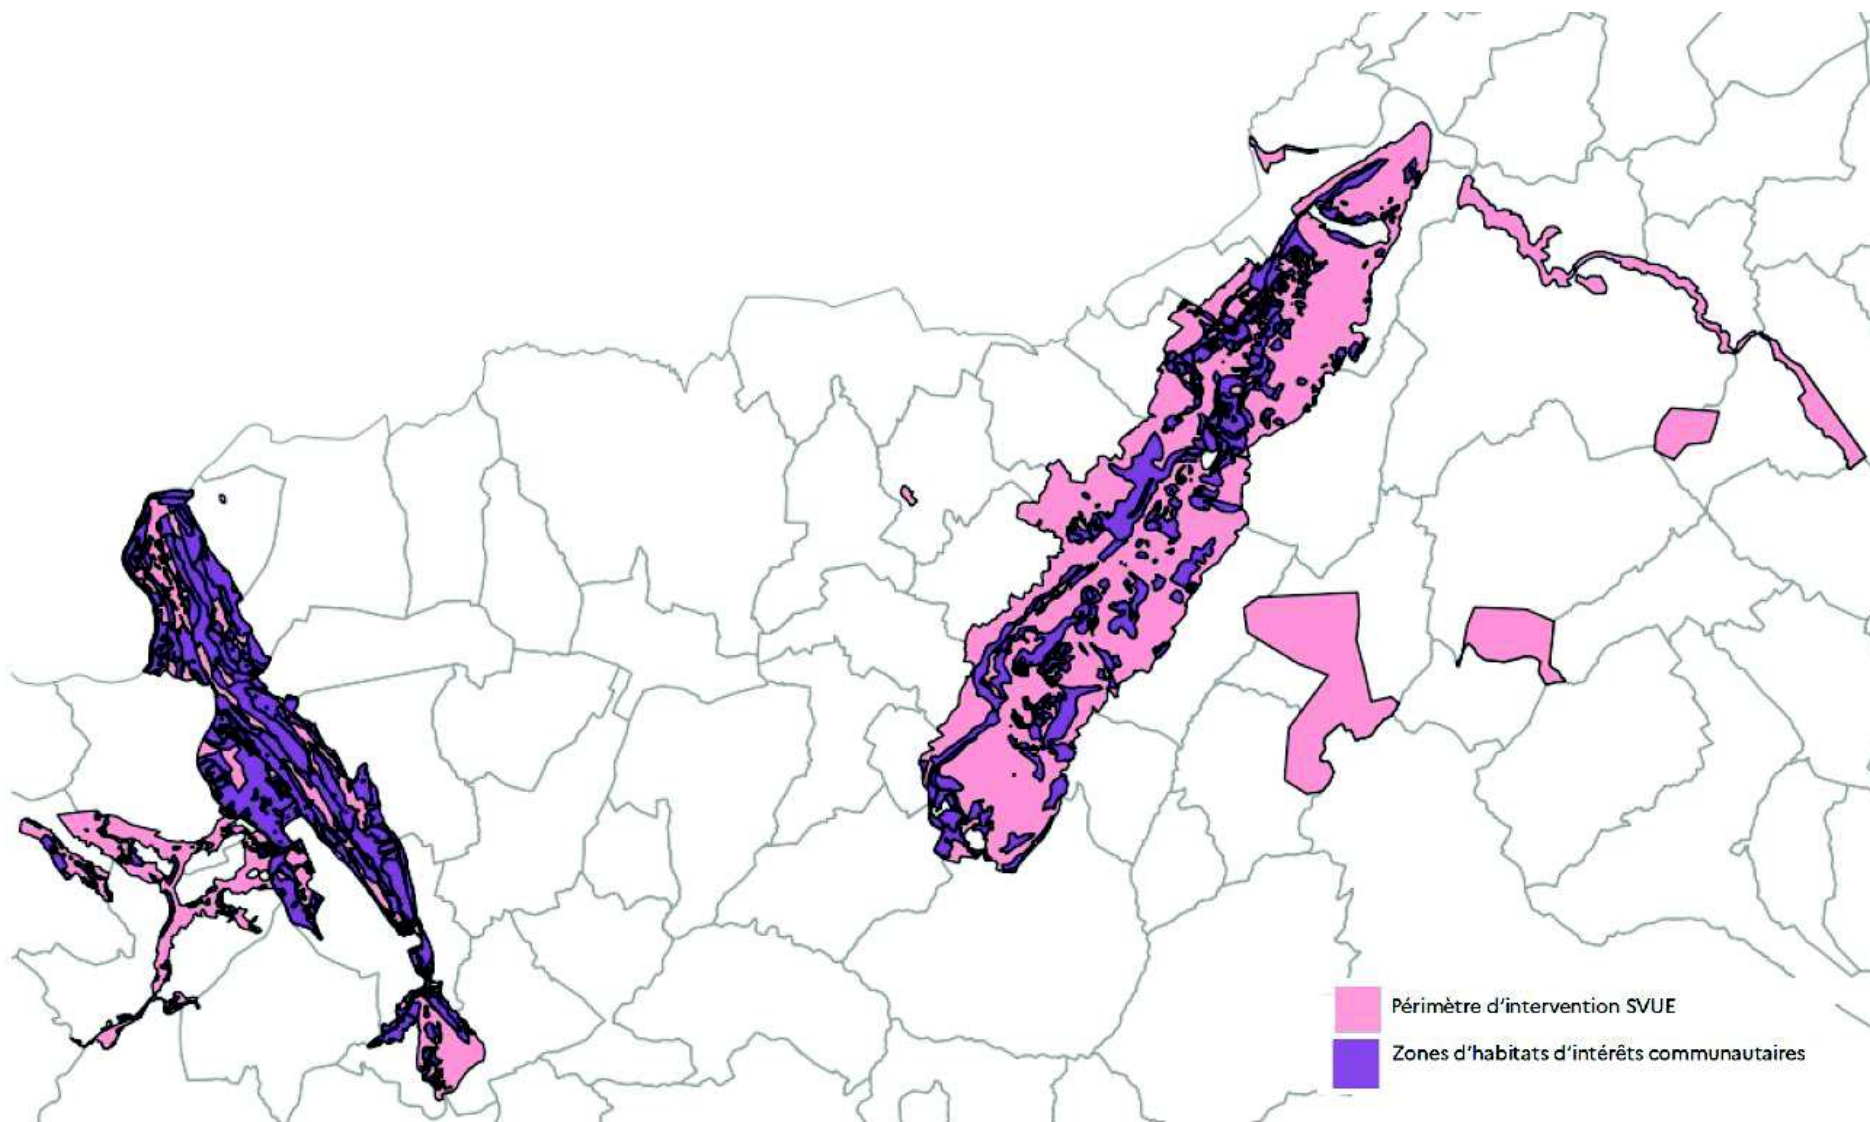 Périmètre d'intervention SVUE
Zones d'habitats d'intérêts communautaires